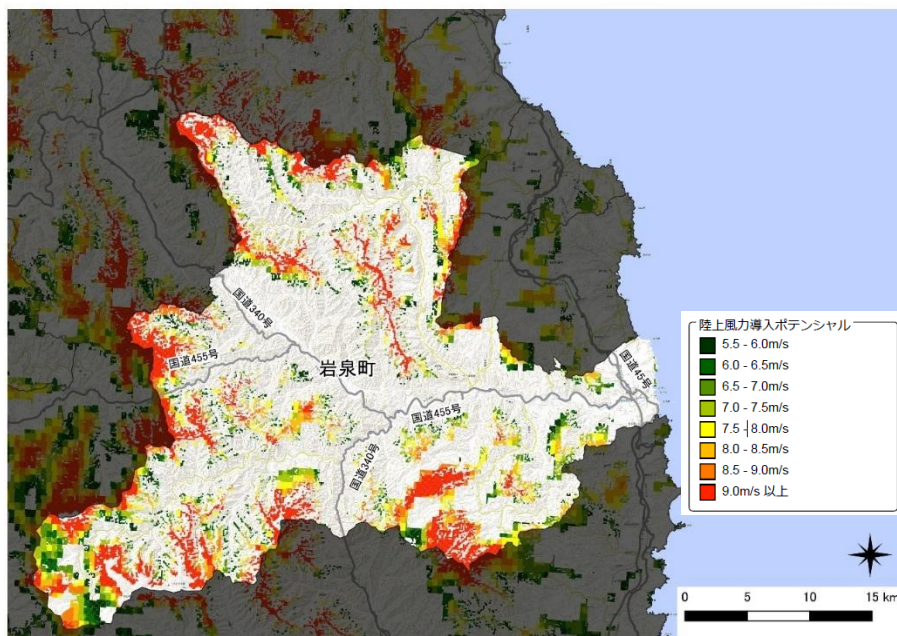 国道340号
国道455号
岩泉町
国道45号
国道455号
国道340号
陸上風力導入ポテンシャル
5.5 - 6.0m/s
6.0 - 6.5m/s
6.5 - 7.0m/s
7.0 - 7.5m/s
7.5 - 8.0m/s
8.0 - 8.5m/s
8.5 - 9.0m/s
9.0m/s 以上
0 5 10 15 km